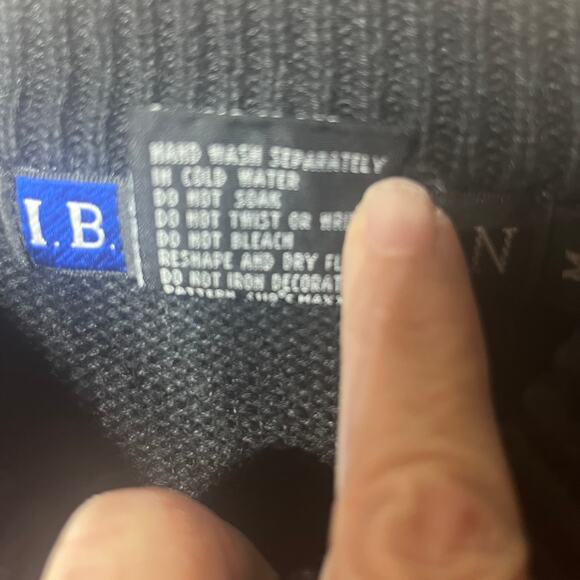 I.B.
HAND WASH SEPARATELY
IN COLD WATER
DO NOT SOAK
DO NOT TWIST OR
DO NOT BLEACH
RESHAPE AND DRY
DO NOT IRON
PATTERN
N